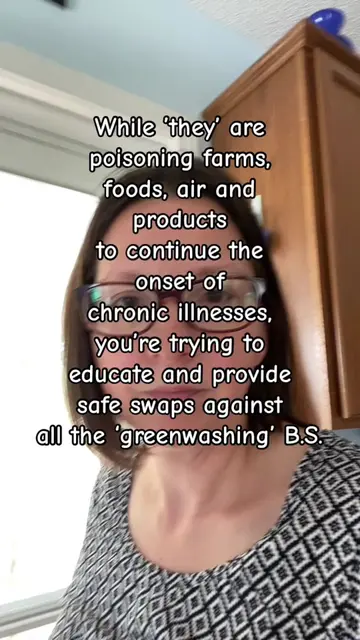 While ‘they’ are
poisoning farms,
foods, air and
products
to continue the
onset of
chronic illnesses,
you’re trying to
educate and provide
safe swaps against
all the ‘greenwashing’ B.S.